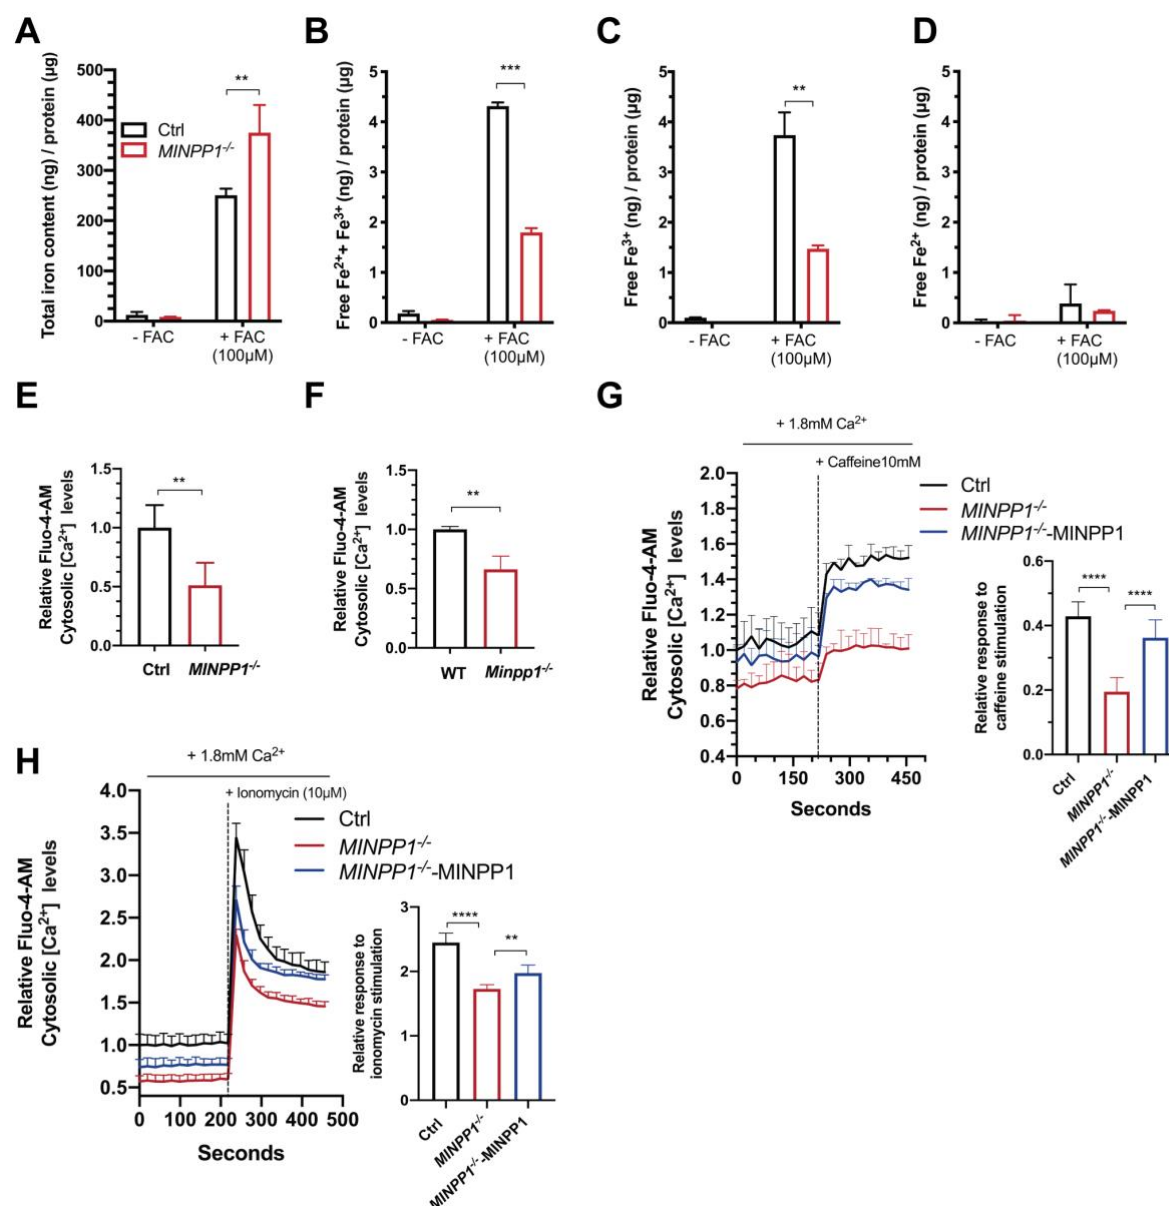 A
B
C
D
Total iron content (ng) / protein (µg)
500
400
300
200
100
0
**
Ctrl
MINPP1-/-
- FAC
+ FAC
(100µM)
Free Fe2++ Fe3+ (ng) / protein (µg)
5
4
3
2
1
0
***
- FAC
+ FAC
(100µM)
Free Fe3+ (ng) / protein (µg)
5
4
3
2
1
0
**
- FAC
+ FAC
(100µM)
Free Fe2+ (ng) / protein (µg)
5
4
3
2
1
0
- FAC
+ FAC
(100µM)
E
Relative Fluo-4-AM
Cytosolic [Ca2+] levels
1.5
1.0
0.5
0.0
**
Ctrl
MINPP1-/-
F
Relative Fluo-4-AM
Cytosolic [Ca2+] levels
1.5
1.0
0.5
0.0
**
WT
Minpp1-/-
G
+ 1.8mM Ca2+
+ Caffeine10mM
Relative Fluo-4-AM
Cytosolic [Ca2+] levels
2.0
1.8
1.6
1.4
1.2
1.0
0.8
0.6
0.4
0
150
300
450
Seconds
Ctrl
MINPP1-/-
MINPP1-/--MINPP1
Relative response to
caffeine stimulation
0.6
0.4
0.2
0.0
****
****
Ctrl
MINPP1-/-
MINPP1-/--MINPP1
H
+ 1.8mM Ca2+
+ Ionomycin (10µM)
Relative Fluo-4-AM
Cytosolic [Ca2+] levels
4.0
3.5
3.0
2.5
2.0
1.5
1.0
0.5
0
100
200
300
400
500
Seconds
Ctrl
MINPP1-/-
MINPP1-/--MINPP1
Relative response to
ionomycin stimulation
3
2
1
0
****
**
Ctrl
MINPP1-/-
MINPP1-/--MINPP1